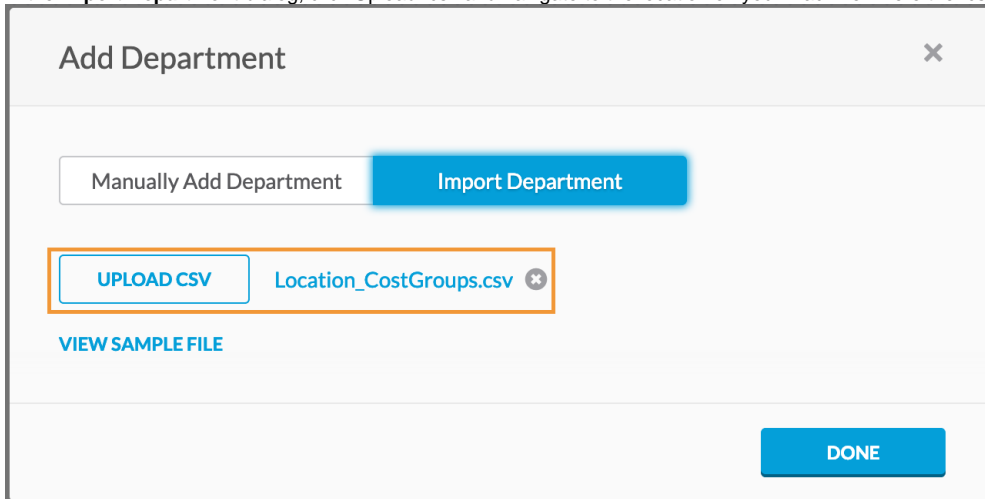 Add Department
Manually Add Department Import Department
UPLOAD CSV Location_CostGroups.csv
VIEW SAMPLE FILE
DONE